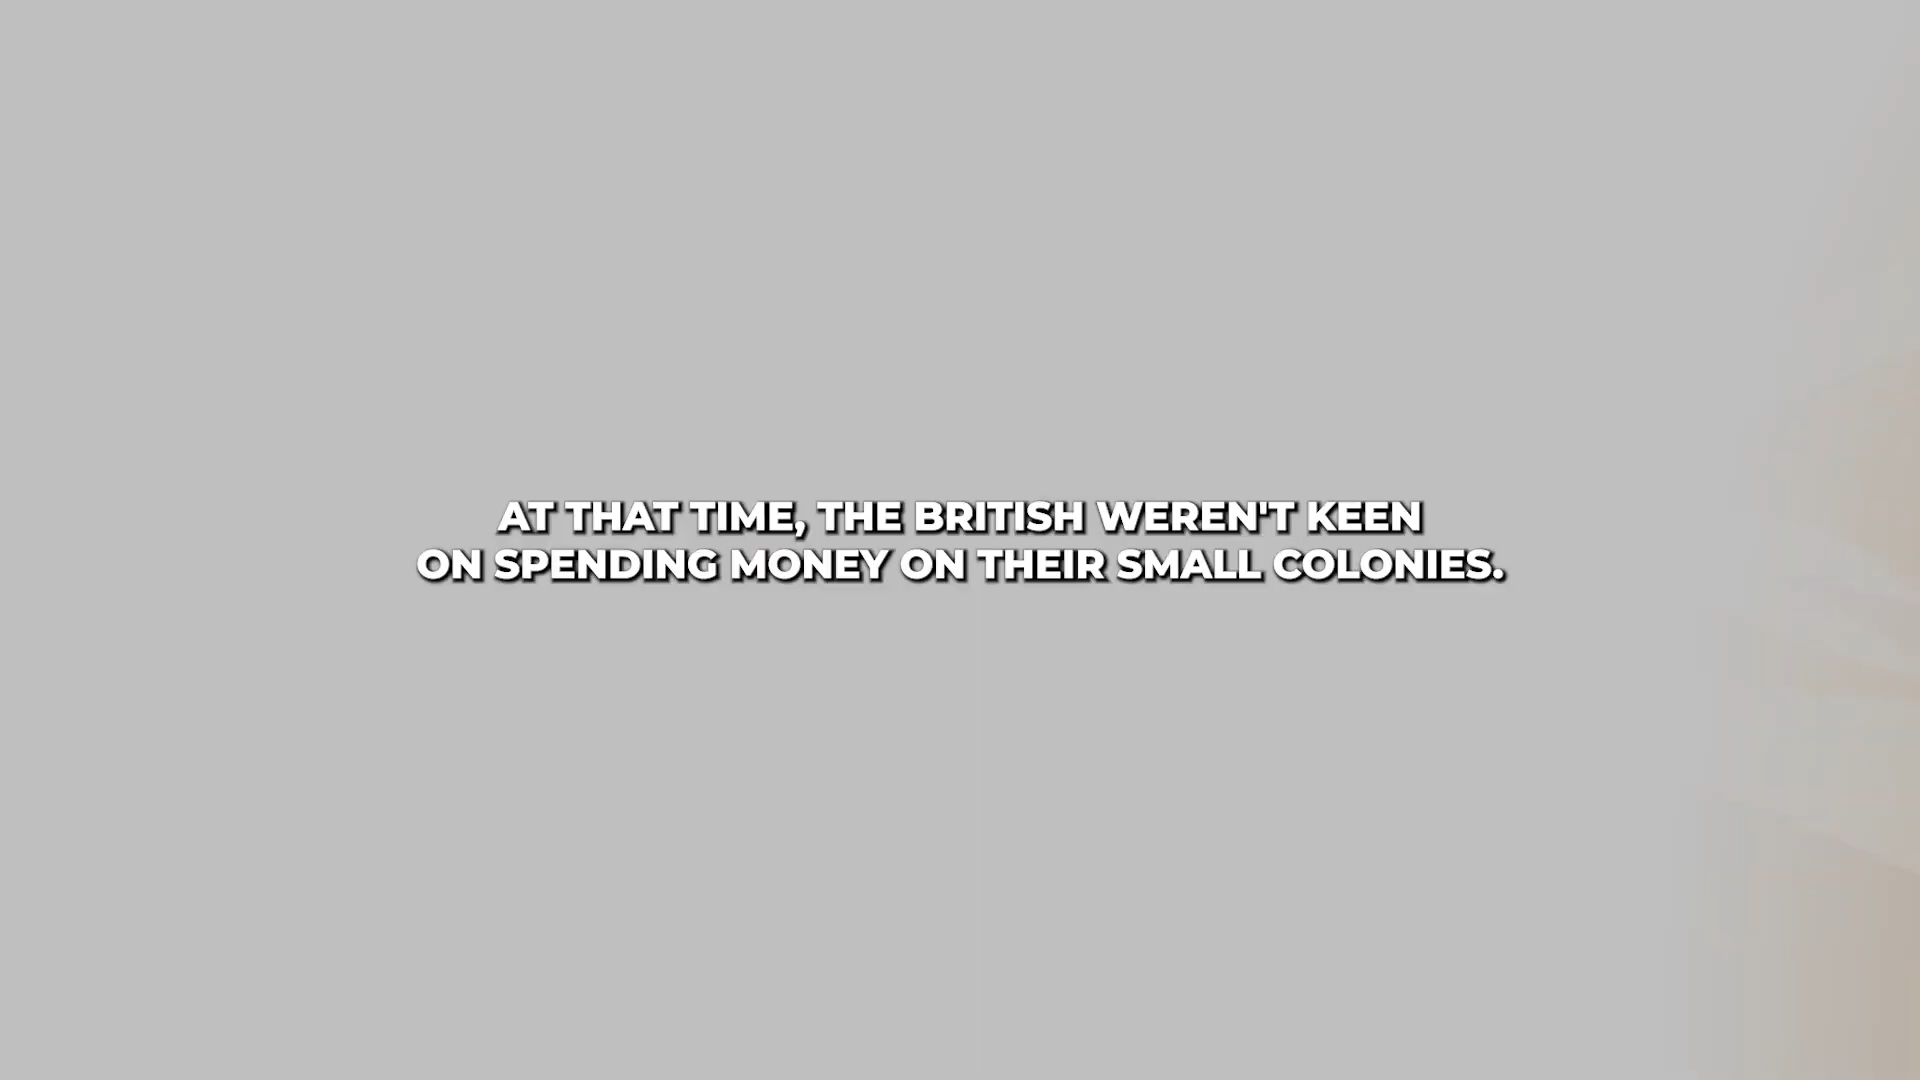 AT THAT TIME, THE BRITISH WEREN'T KEEN
ON SPENDING MONEY ON THEIR SMALL COLONIES.